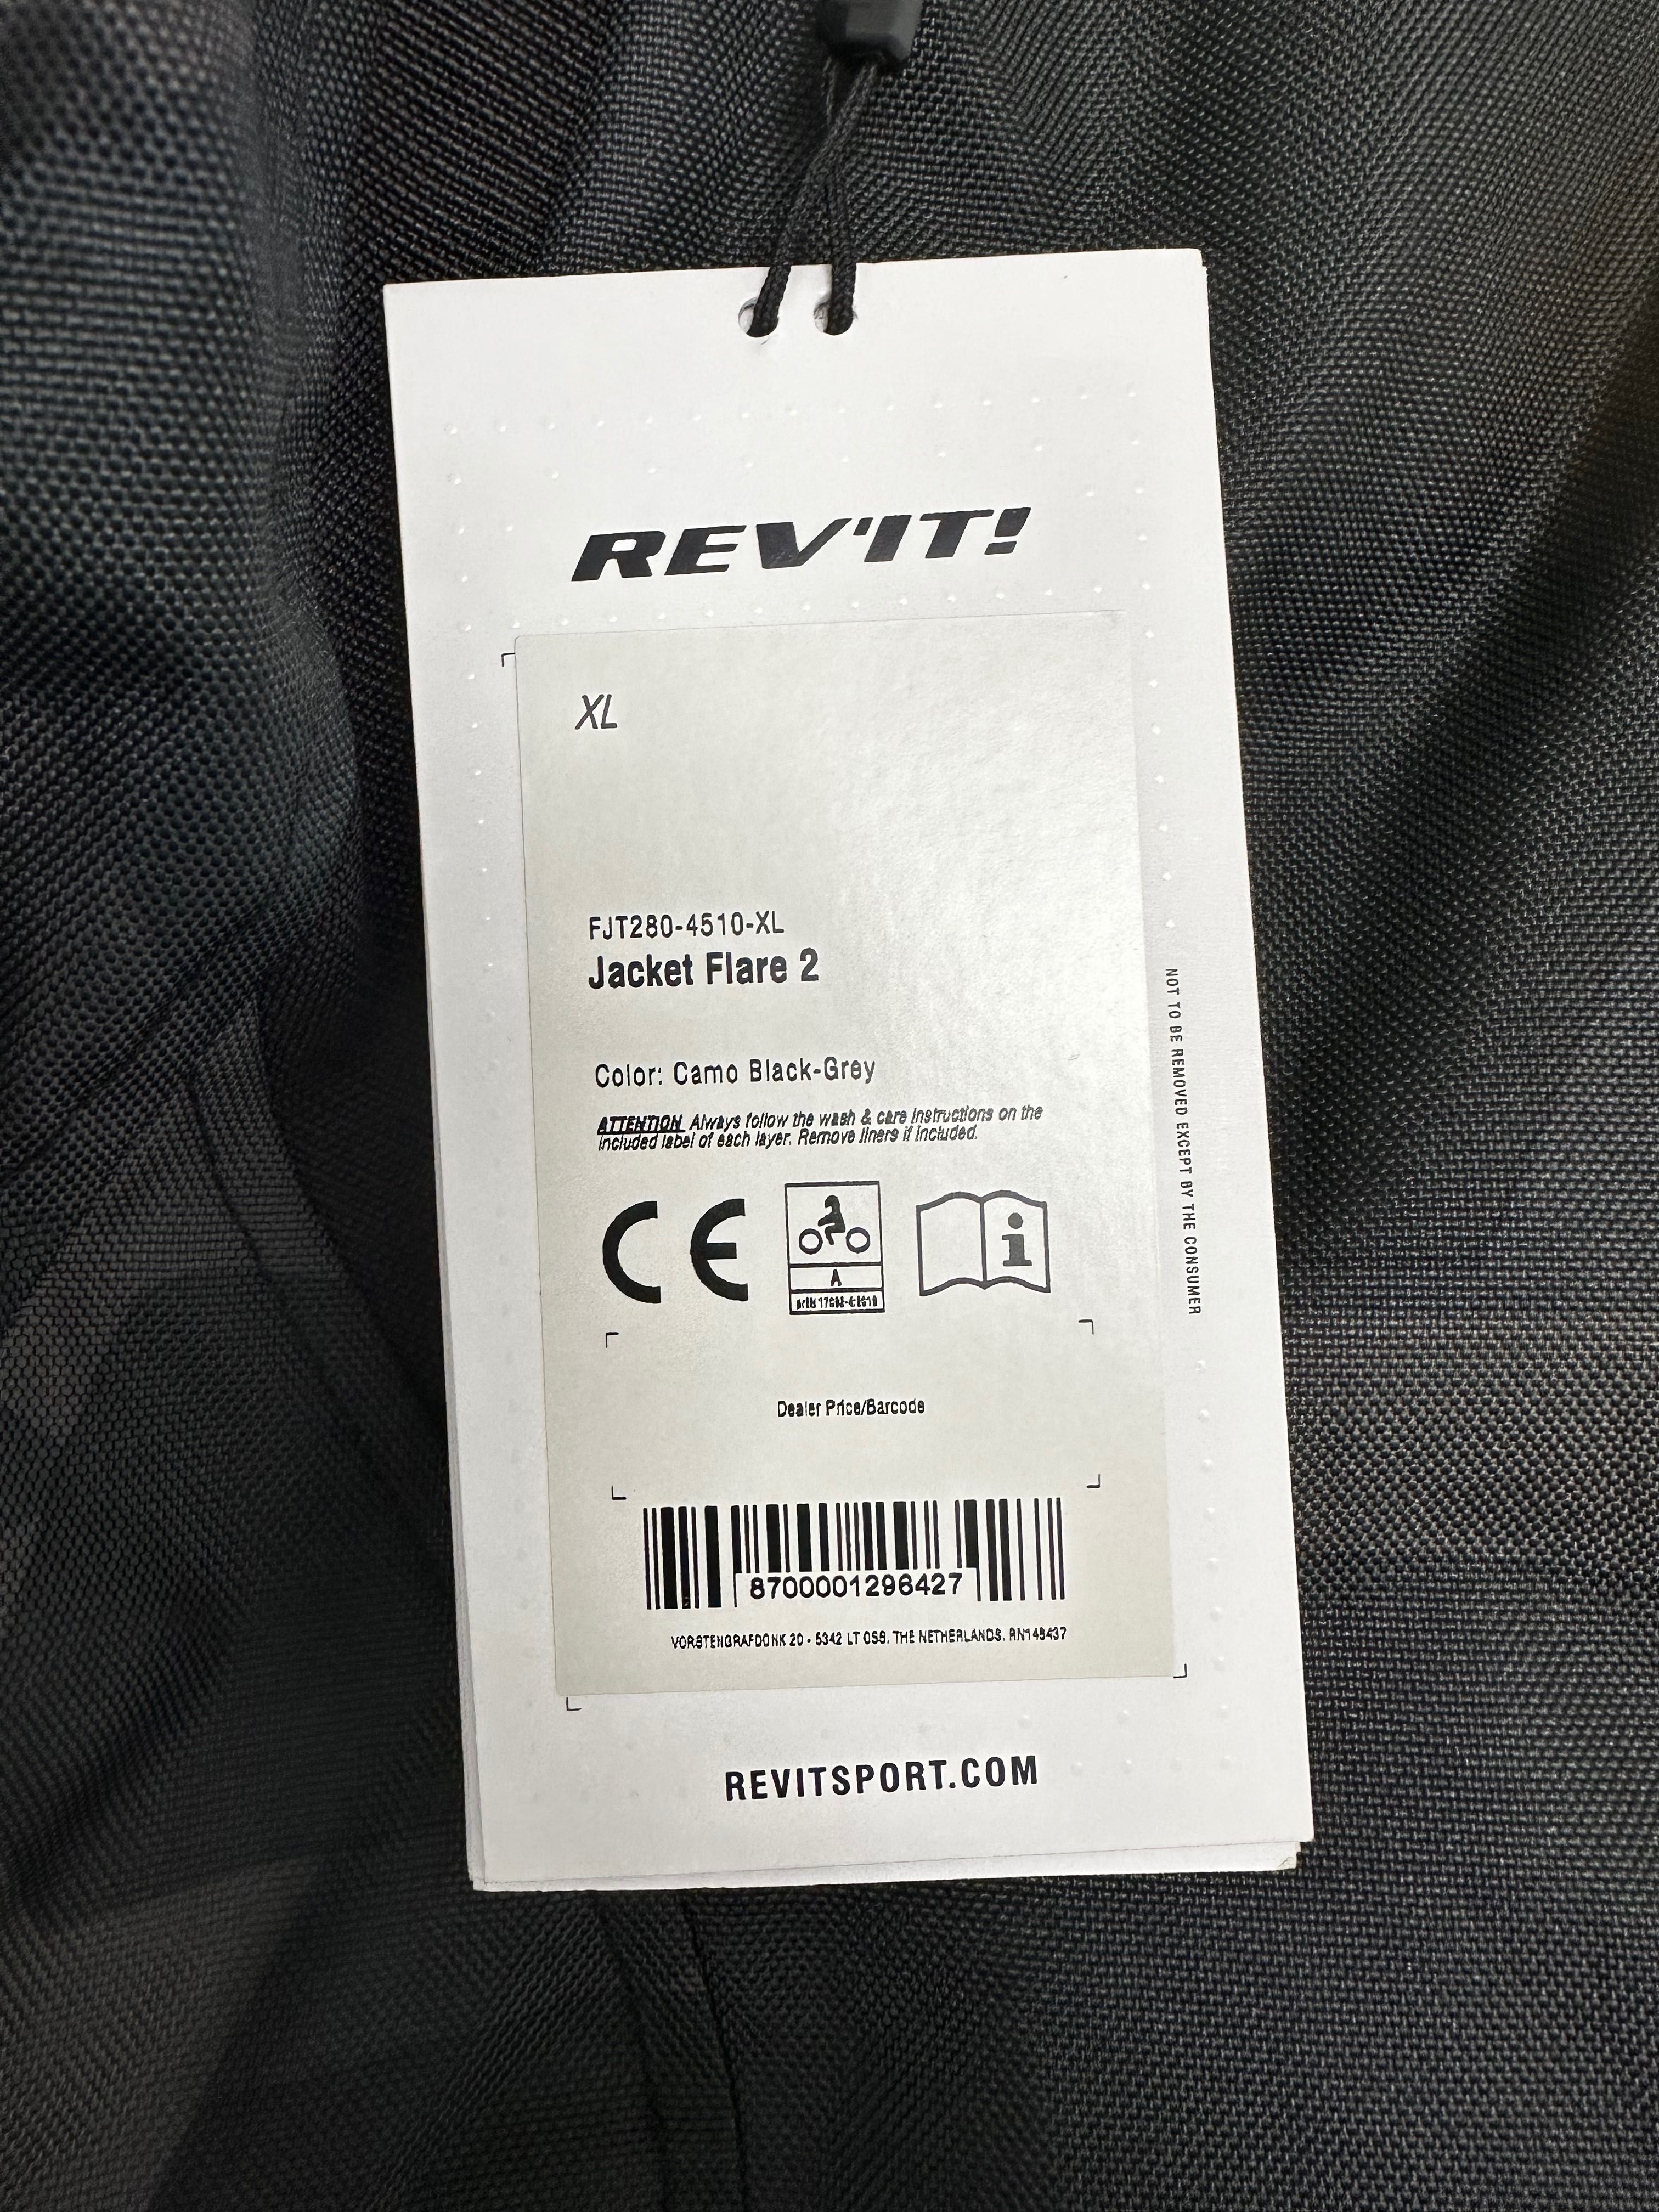 REV'IT!
XL
FJT280-4510-XL
Jacket Flare 2
Color: Camo Black-Grey
ATTENTION Always follow the wash & care instructions on the
included label of each layer. Remove liners if included.
CE
A
i
Dealer Price/Barcode
8700001296427
VORSTENGRAFDONK 20 - 5342 LT OSS. THE NETHERLANDS. RN148437
NOT TO BE REMOVED EXCEPT BY THE CONSUMER
REVITSPORT.COM